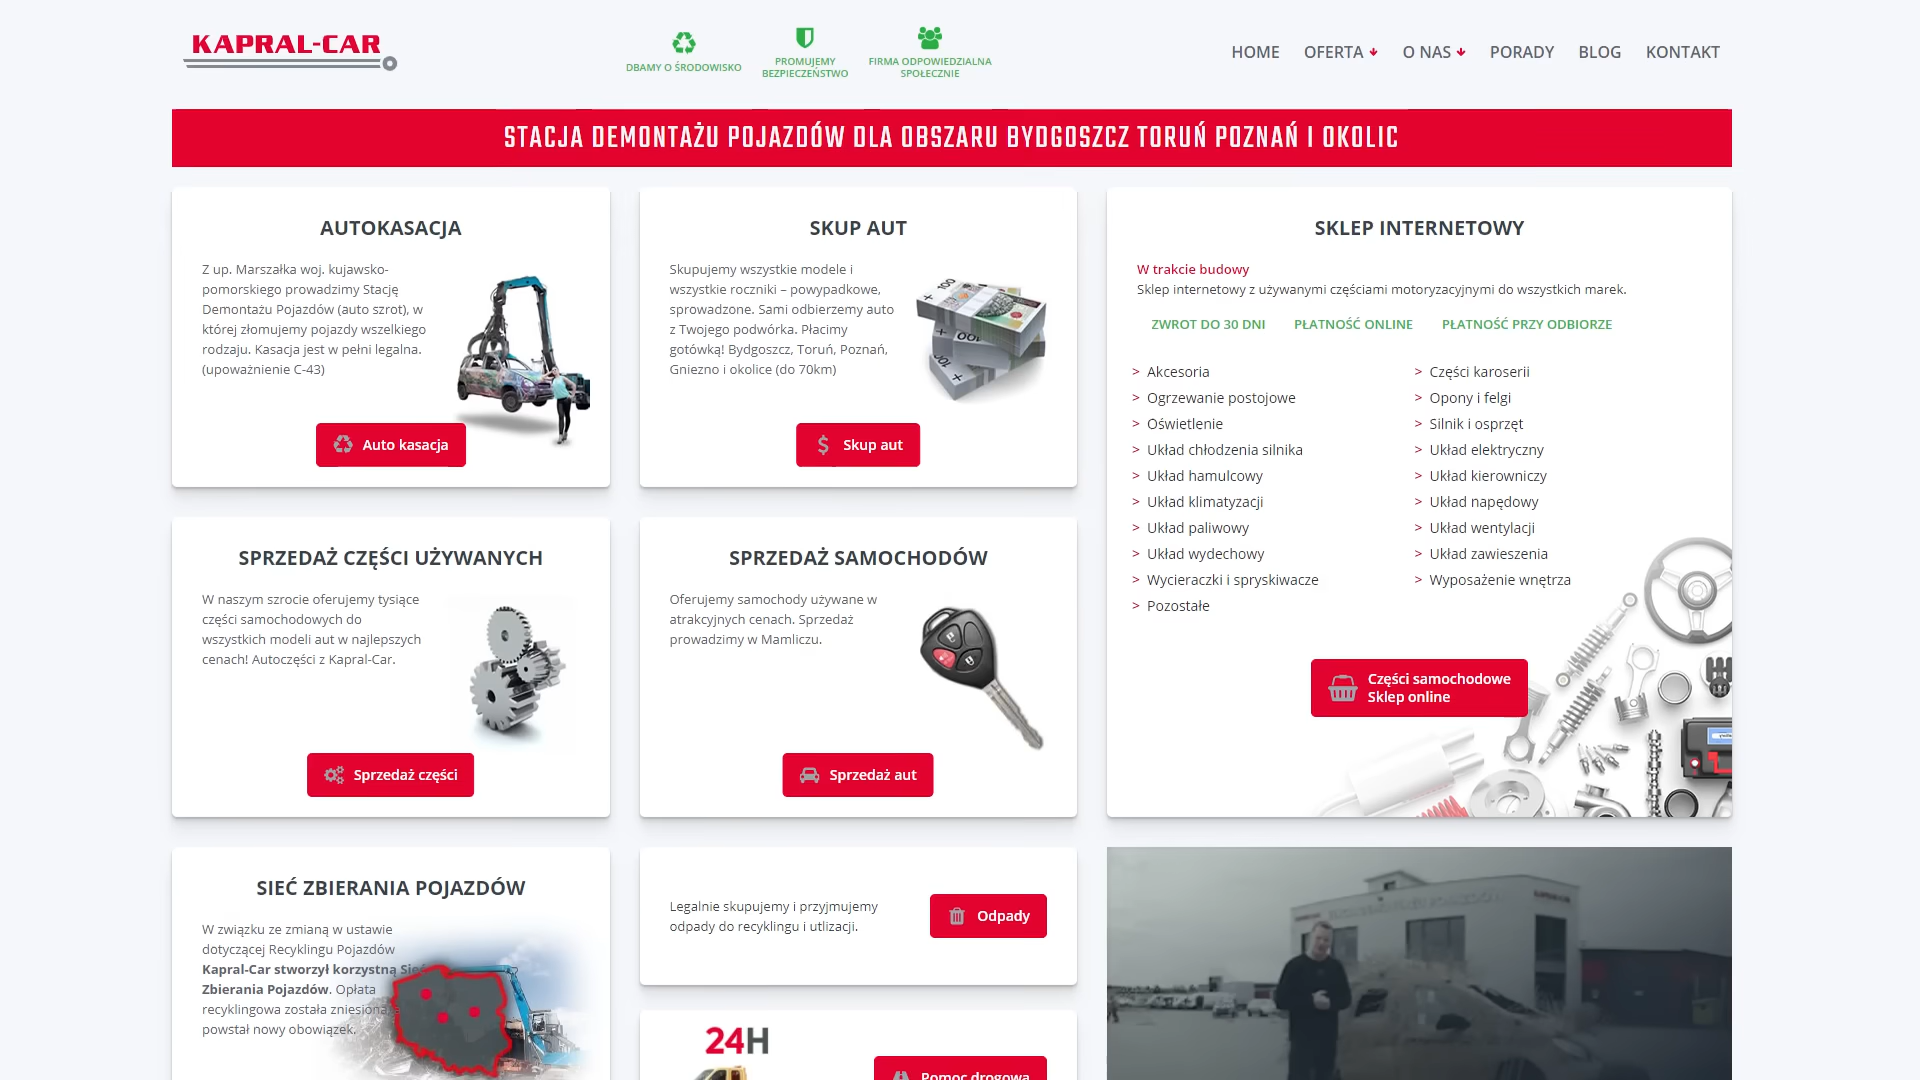 KAPRAL-CAR
DBAMY O ŚRODOWISKO
PROMUJEMY
BEZPIECZEŃSTWO
FIRMA ODPOWIEDZIALNA
SPOŁECZNIE
HOME
OFERTA
O NAS
PORADY
BLOG
KONTAKT
STACJA DEMONTAŻU POJAZDÓW DLA OBSZARU BYDGOSZCZ TORUŃ POZNAŃ I OKOLIC
AUTOKASACJA
Z up. Marszałka woj. kujawsko-
pomorskiego prowadzimy Stację
Demontażu Pojazdów (auto szrot), w
której złomujemy pojazdy wszelkiego
rodzaju. Kasacja jest w pełni legalna.
(upoważnienie C-43)
Auto kasacja
SKUP AUT
Skupujemy wszystkie modele i
wszystkie roczniki – powypadkowe,
sprowadzone. Sami odbierzemy auto
z Twojego podwórka. Płacimy
gotówką! Bydgoszcz, Toruń, Poznań,
Gniezno i okolice (do 70km)
100
Skup aut
SKLEP INTERNETOWY
W trakcie budowy
Sklep internetowy z używanymi częściami motoryzacyjnymi do wszystkich marek.
ZWROT DO 30 DNI
PŁATNOŚĆ ONLINE
PŁATNOŚĆ PRZY ODBIORZE
> Akcesoria
> Ogrzewanie postojowe
> Oświetlenie
> Układ chłodzenia silnika
> Układ hamulcowy
> Układ klimatyzacji
> Układ paliwowy
> Układ wydechowy
> Wycieraczki i spryskiwacze
> Pozostałe
> Części karoserii
> Opony i felgi
> Silnik i osprzęt
> Układ elektryczny
> Układ kierowniczy
> Układ napędowy
> Układ wentylacji
> Układ zawieszenia
> Wyposażenie wnętrza
Części samochodowe
Sklep online
SPRZEDAŻ CZĘŚCI UŻYWANYCH
W naszym szrocie oferujemy tysiące
części samochodowych do
wszystkich modeli aut w najlepszych
cenach! Autoczęści z Kapral-Car.
Sprzedaż części
SPRZEDAŻ SAMOCHODÓW
Oferujemy samochody używane w
atrakcyjnych cenach. Sprzedaż
prowadzimy w Mamliczu.
Sprzedaż aut
SIEĆ ZBIERANIA POJAZDÓW
W związku ze zmianą w ustawie
dotyczącej Recyklingu Pojazdów
Kapral-Car stworzył korzystną Sieć
Zbierania Pojazdów. Opłata
recyklingowa została zniesiona, a
powstał nowy obowiązek.
Legalnie skupujemy i przyjmujemy
odpady do recyklingu i utlizacji.
Odpady
24H
Pomoc drogowa